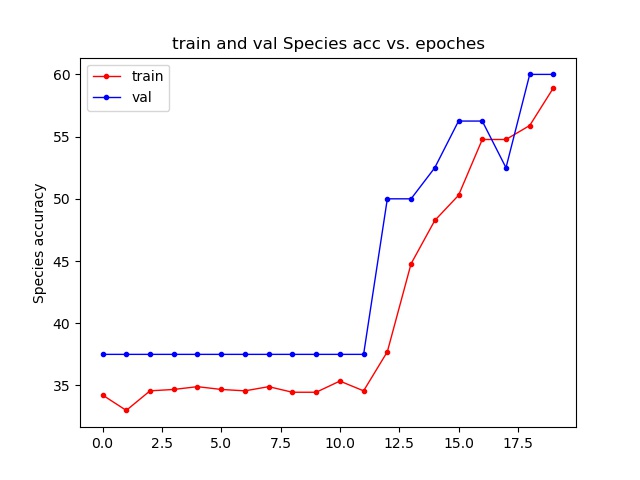 train and val Species acc vs. epoches
train
val
Species accuracy
60
55
50
45
40
35
0.0 2.5 5.0 7.5 10.0 12.5 15.0 17.5